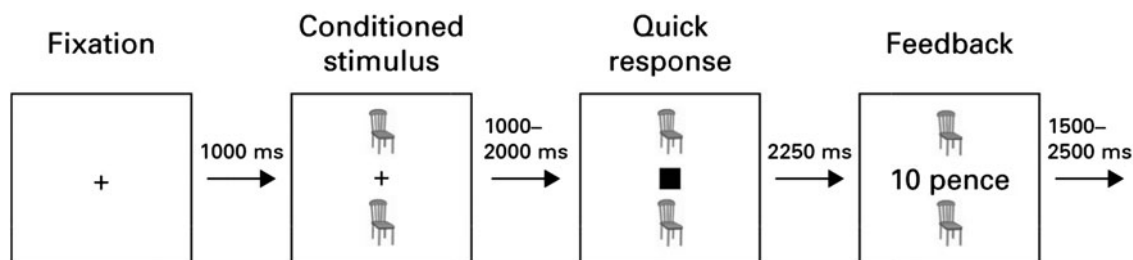 Fixation
Conditioned
stimulus
Quick
response
Feedback
+
1000 ms
+
1000–
2000 ms
2250 ms
10 pence
1500–
2500 ms